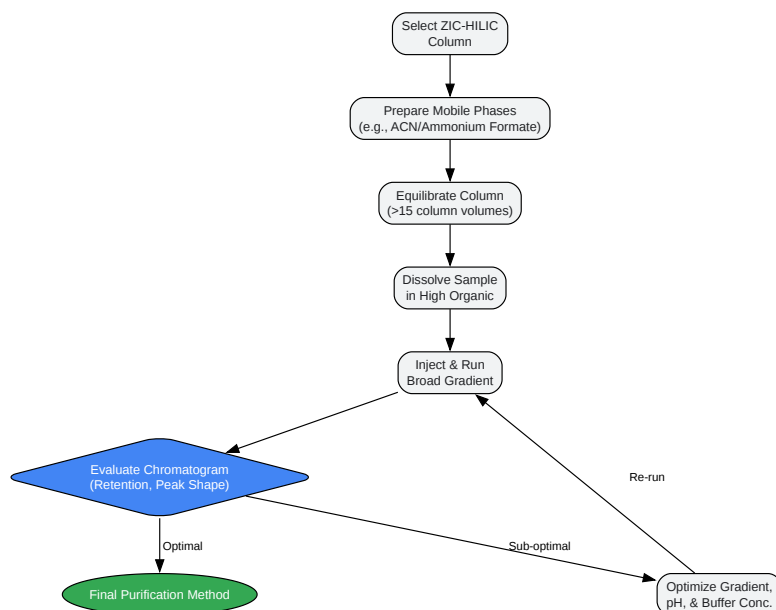 Select ZIC-HILIC
Column
Prepare Mobile Phases
(e.g., ACN/Ammonium Formate)
Equilibrate Column
(>15 column volumes)
Dissolve Sample
in High Organic
Inject & Run
Broad Gradient
Evaluate Chromatogram
(Retention, Peak Shape)
Re-run
Optimal
Sub-optimal
Final Purification Method
Optimize Gradient,
pH, & Buffer Conc.